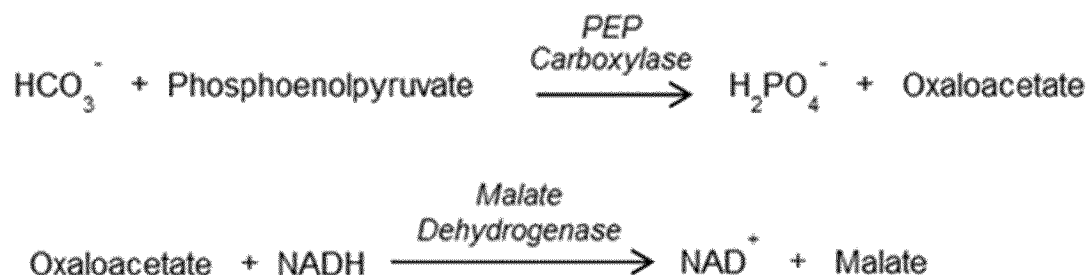 PEP
Carboxylase
HCO₃⁻ + Phosphoenolpyruvate → H₂PO₄⁻ + Oxaloacetate
Malate
Dehydrogenase
Oxaloacetate + NADH → NAD⁺ + Malate